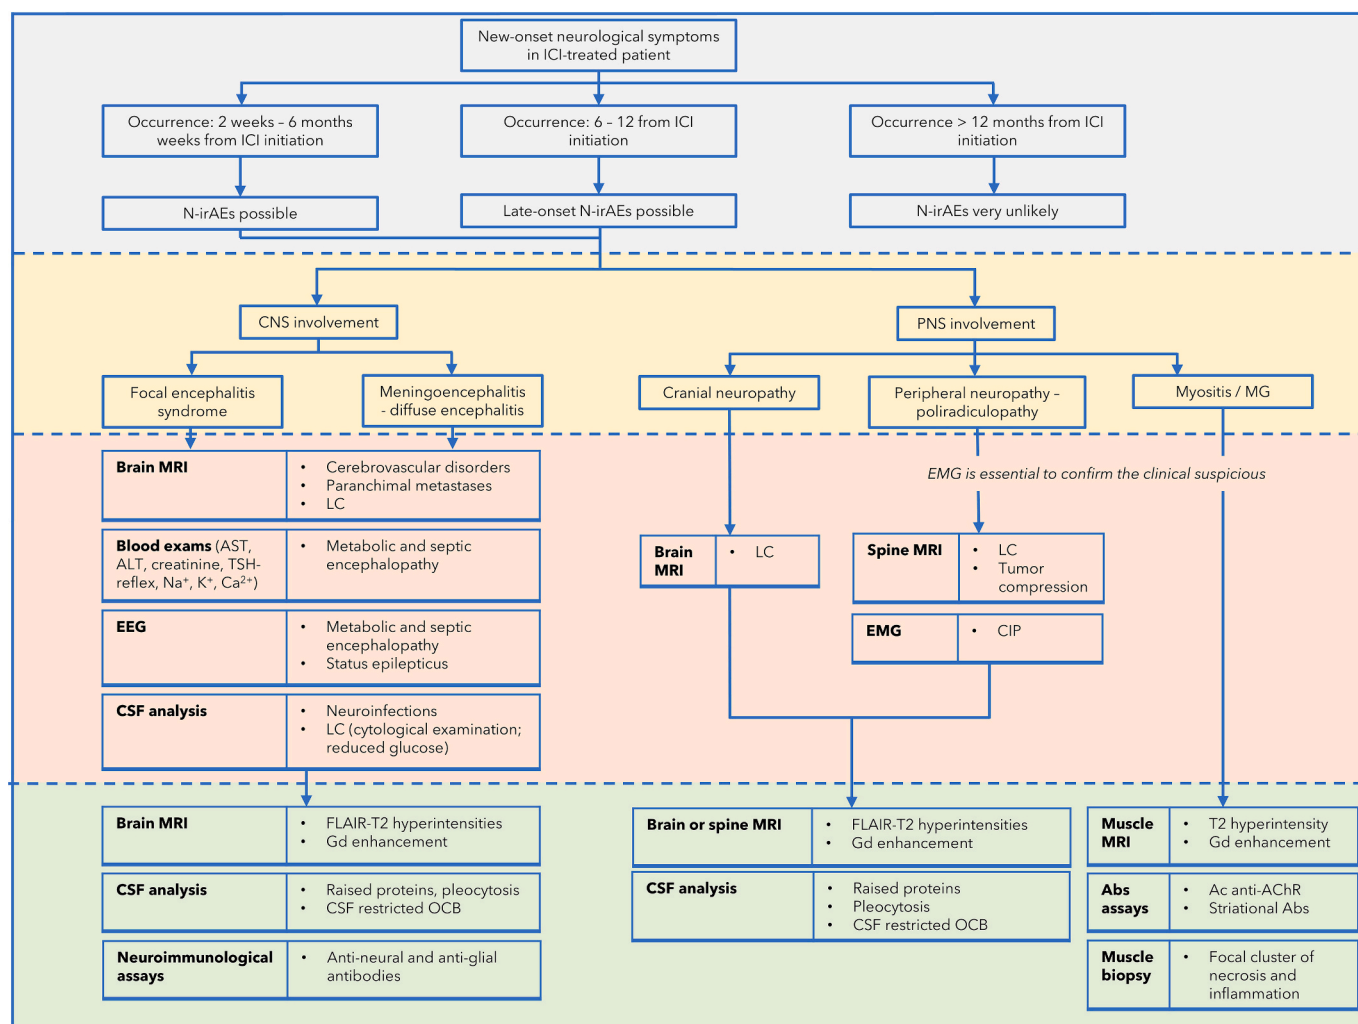 New-onset neurological symptoms
in ICI-treated patient
Occurrence: 2 weeks – 6 months
weeks from ICI initiation
Occurrence: 6 – 12 from ICI
initiation
Occurrence > 12 months from ICI
initiation
N-irAEs possible
Late-onset N-irAEs possible
N-irAEs very unlikely
CNS involvement
PNS involvement
Focal encephalitis
syndrome
Meningoencephalitis
- diffuse encephalitis
Cranial neuropathy
Peripheral neuropathy –
poliradiculopathy
Myositis / MG
Brain MRI
• Cerebrovascular disorders
• Paranchimal metastases
• LC
Blood exams (AST,
ALT, creatinine, TSH-
reflex, Na⁺, K⁺, Ca²⁺)
• Metabolic and septic
encephalopathy
EEG
• Metabolic and septic
encephalopathy
• Status epilepticus
CSF analysis
• Neuroinfections
• LC (cytological examination;
reduced glucose)
EMG is essential to confirm the clinical suspicious
Brain
MRI
• LC
Spine MRI
• LC
• Tumor
compression
EMG
• CIP
Brain MRI
• FLAIR-T2 hyperintensities
• Gd enhancement
CSF analysis
• Raised proteins, pleocytosis
• CSF restricted OCB
Neuroimmunological
assays
• Anti-neural and anti-glial
antibodies
Brain or spine MRI
• FLAIR-T2 hyperintensities
• Gd enhancement
CSF analysis
• Raised proteins
• Pleocytosis
• CSF restricted OCB
Muscle
MRI
• T2 hyperintensity
• Gd enhancement
Abs
assays
• Ac anti-AChR
• Striational Abs
Muscle
biopsy
• Focal cluster of
necrosis and
inflammation